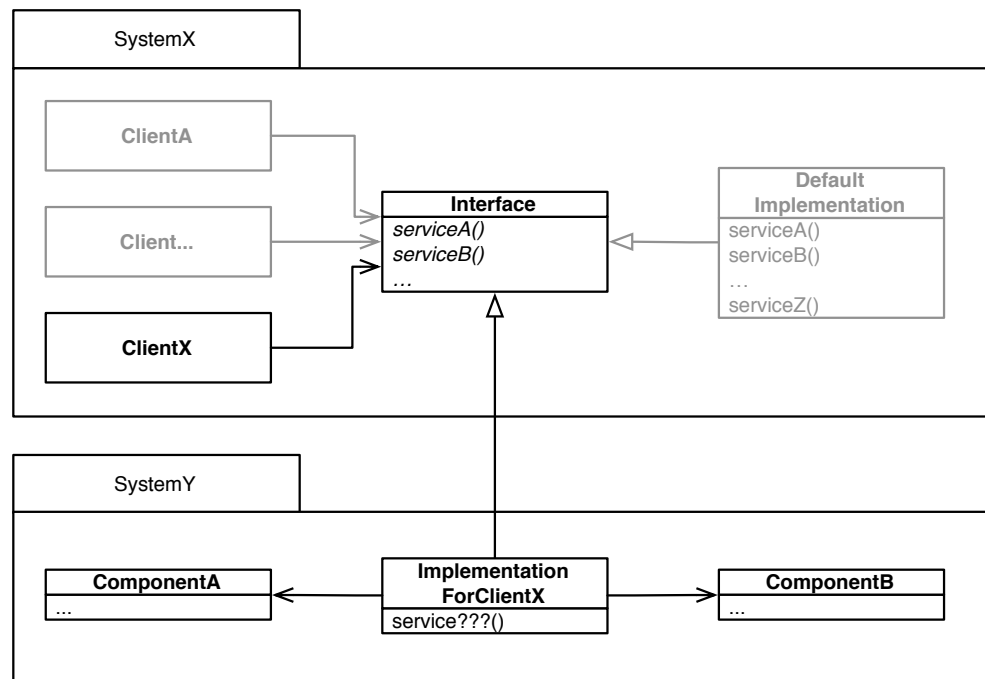 SystemX
ClientA
Client...
ClientX
Interface
serviceA()
serviceB()
...
Default
Implementation
serviceA()
serviceB()
...
serviceZ()
SystemY
ComponentA
...
Implementation
ForClientX
service???()
ComponentB
...